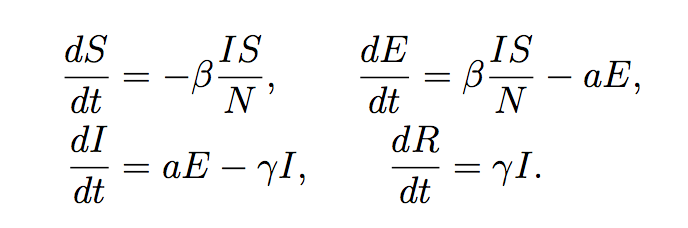 dS/dt = −β IS/N, dE/dt = β IS/N − aE,
dI/dt = aE − γI, dR/dt = γI.